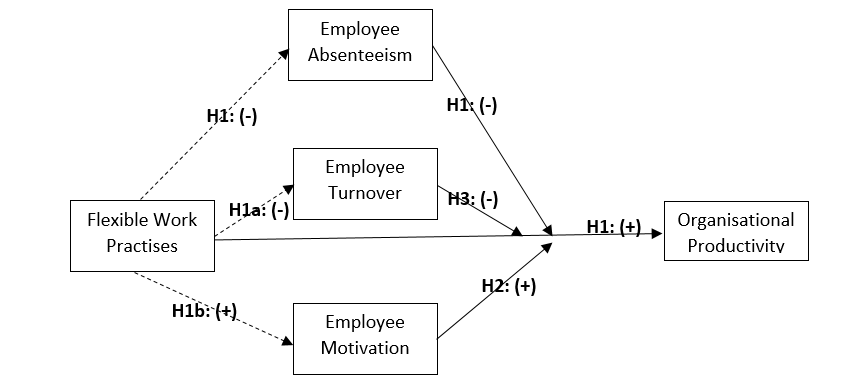 Employee
Absenteeism
H1: (-)
H1: (-)
Employee
Turnover
H1a: (-)
H3: (-)
Flexible Work
Practises
H1: (+)
Organisational
Productivity
H1b: (+)
H2: (+)
Employee
Motivation